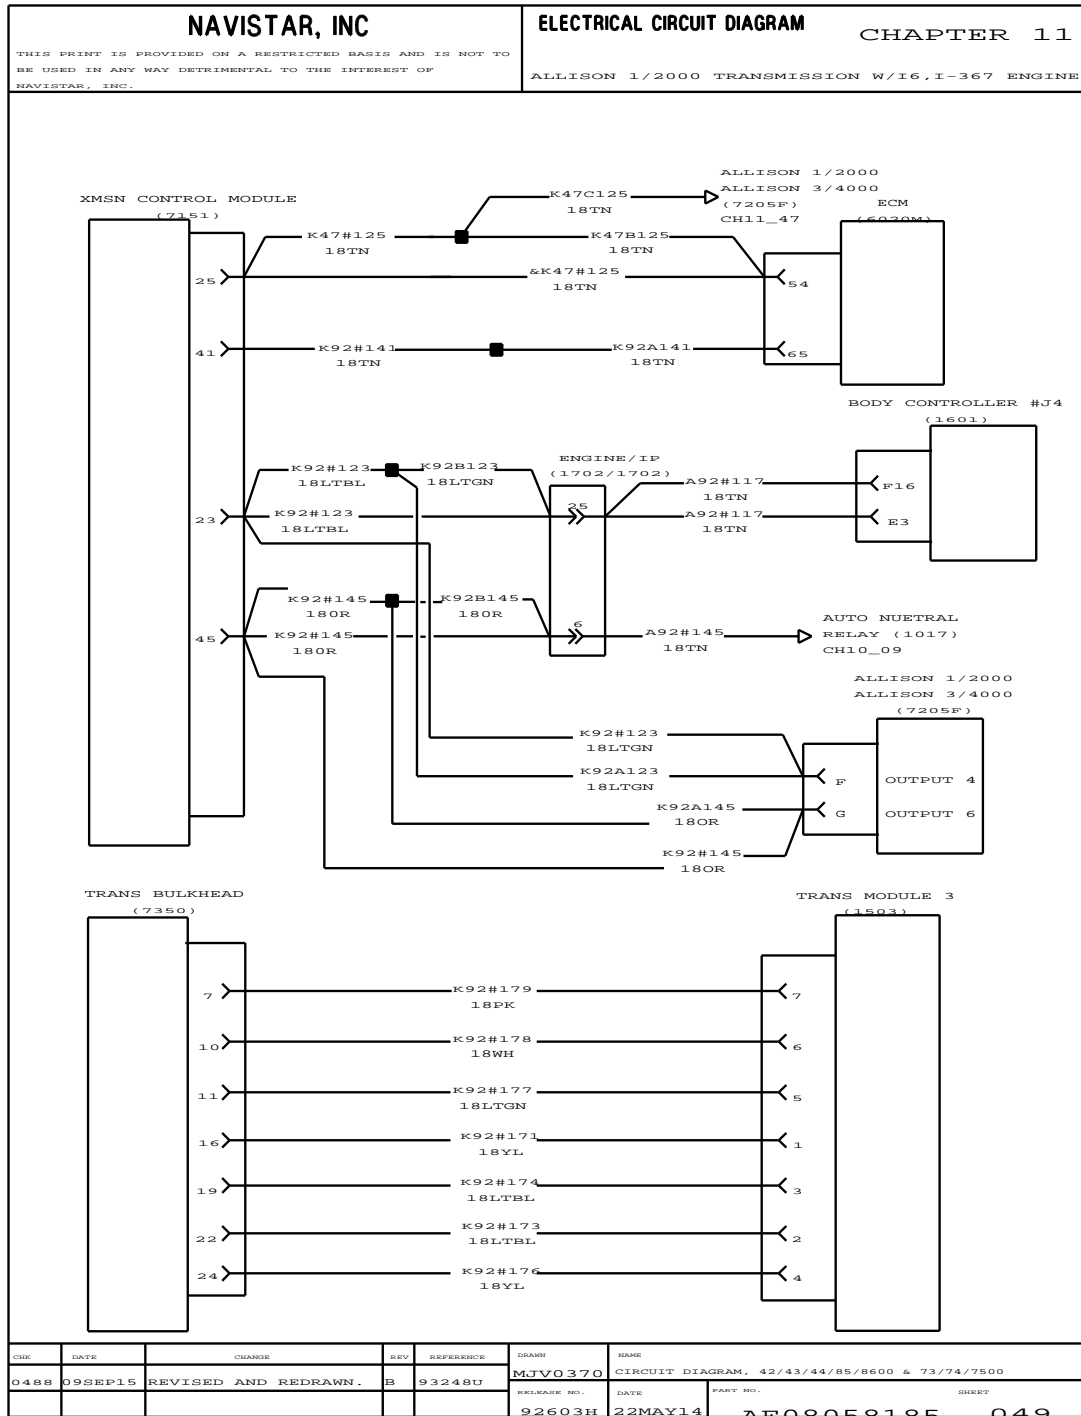 NAVISTAR, INC
THIS PRINT IS PROVIDED ON A RESTRICTED BASIS AND IS NOT TO
BE USED IN ANY WAY DETRIMENTAL TO THE INTEREST OF
NAVISTAR, INC.
ELECTRICAL CIRCUIT DIAGRAM
CHAPTER 11
ALLISON 1/2000 TRANSMISSION W/I6,I-367 ENGINE
XMSN CONTROL MODULE
(7151)
K47C125
18TN
ALLISON 1/2000
ALLISON 3/4000
(7205F)
CH11_47
ECM
(6020M)
K47#125
18TN
K47B125
18TN
25
&K47#125
18TN
54
41
K92#141
18TN
K92A141
18TN
65
BODY CONTROLLER #J4
(1601)
K92#123
18LTBL
K92B123
18LTGN
ENGINE/IP
(1702/1702)
A92#117
18TN
F16
23
K92#123
18LTBL
25
A92#117
18TN
E3
K92#145
18OR
K92B145
18OR
45
K92#145
18OR
6
A92#145
18TN
AUTO NUETRAL
RELAY (1017)
CH10_09
ALLISON 1/2000
ALLISON 3/4000
(7205F)
K92#123
18LTGN
K92A123
18LTGN
F
OUTPUT 4
K92A145
18OR
G
OUTPUT 6
K92#145
18OR
TRANS BULKHEAD
(7350)
TRANS MODULE 3
(1503)
7
K92#179
18PK
7
10
K92#178
18WH
6
11
K92#177
18LTGN
5
16
K92#171
18YL
1
19
K92#174
18LTBL
3
22
K92#173
18LTBL
2
24
K92#176
18YL
4
CHK DATE CHANGE REV REFERENCE
0488 09SEP15 REVISED AND REDRAWN. B 93248U
DRAWN
MJV0370
NAME
CIRCUIT DIAGRAM, 42/43/44/85/8600 & 73/74/7500
RELEASE NO.
92603H
DATE
22MAY14
PART NO.
AE08058185
SHEET
049